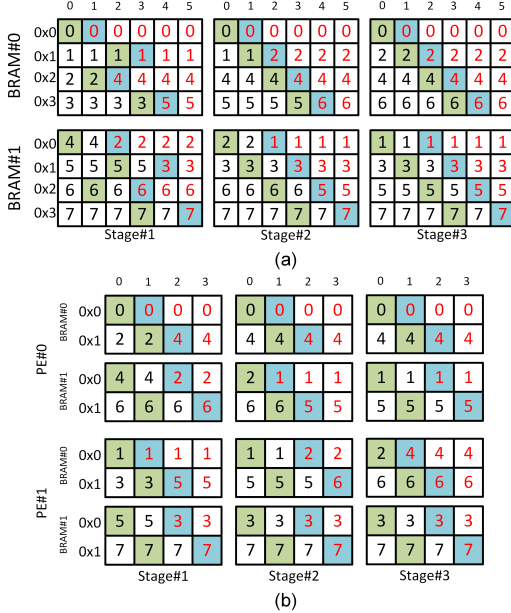 (a)
0 1 2 3 4 5 0 1 2 3 4 5 0 1 2 3 4 5
BRAM#0
0x0 0 0 0 0 0 0 0 0 0 0 0 0 0 0 0 0 0 0
0x1 1 1 1 1 1 1 1 1 2 2 2 2 2 2 2 2 2 2
0x2 2 2 4 4 4 4 4 4 4 4 4 4 4 4 4 4 4 4
0x3 3 3 3 3 5 5 5 5 5 5 6 6 6 6 6 6 6 6
BRAM#1
0x0 4 4 2 2 2 2 2 2 1 1 1 1 1 1 1 1 1 1
0x1 5 5 5 5 3 3 3 3 3 3 3 3 3 3 3 3 3 3
0x2 6 6 6 6 6 6 6 6 6 6 5 5 5 5 5 5 5 5
0x3 7 7 7 7 7 7 7 7 7 7 7 7 7 7 7 7 7 7
Stage#1 Stage#2 Stage#3
(a)
0 1 2 3 0 1 2 3 0 1 2 3
PE#0
BRAM#0
0x0 0 0 0 0 0 0 0 0 0 0 0 0
0x1 2 2 4 4 4 4 4 4 4 4 4 4
BRAM#1
0x0 4 4 2 2 2 1 1 1 1 1 1 1
0x1 6 6 6 6 6 6 5 5 5 5 5 5
PE#1
BRAM#0
0x0 1 1 1 1 1 1 2 2 2 4 4 4
0x1 3 3 5 5 5 5 5 6 6 6 6 6
BRAM#1
0x0 5 5 3 3 3 3 3 3 3 3 3 3
0x1 7 7 7 7 7 7 7 7 7 7 7 7
Stage#1 Stage#2 Stage#3
(b)